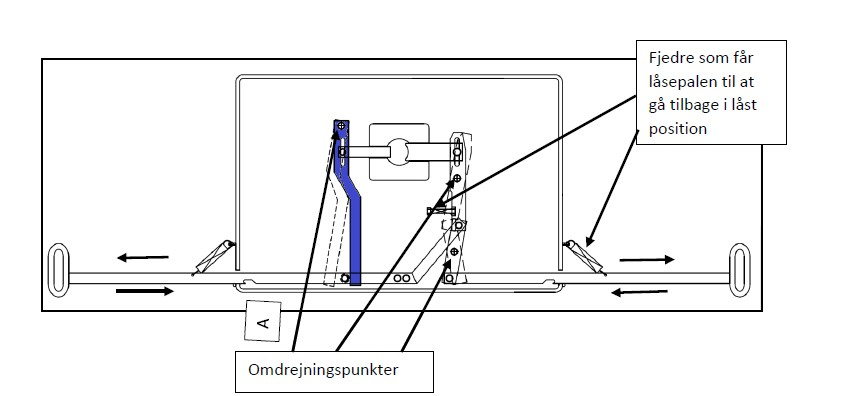 Fjedre som får
låsepalen til at
gå tilbage i låst
position
A
Omdrejningspunkter